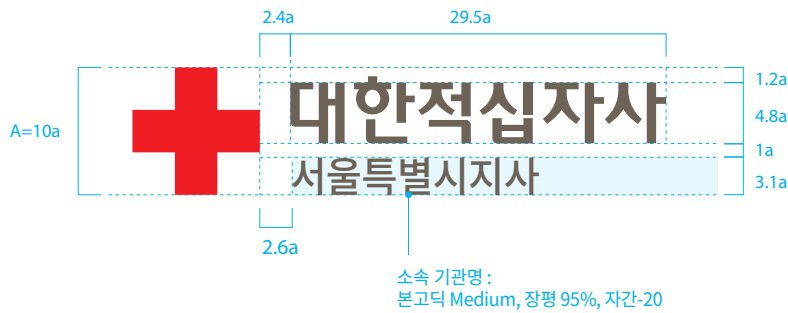 2.4a
29.5a
A=10a
대한적십자사
서울특별시지사
1.2a
4.8a
1a
3.1a
2.6a
소속 기관명 :
본고딕 Medium, 장평 95%, 자간-20